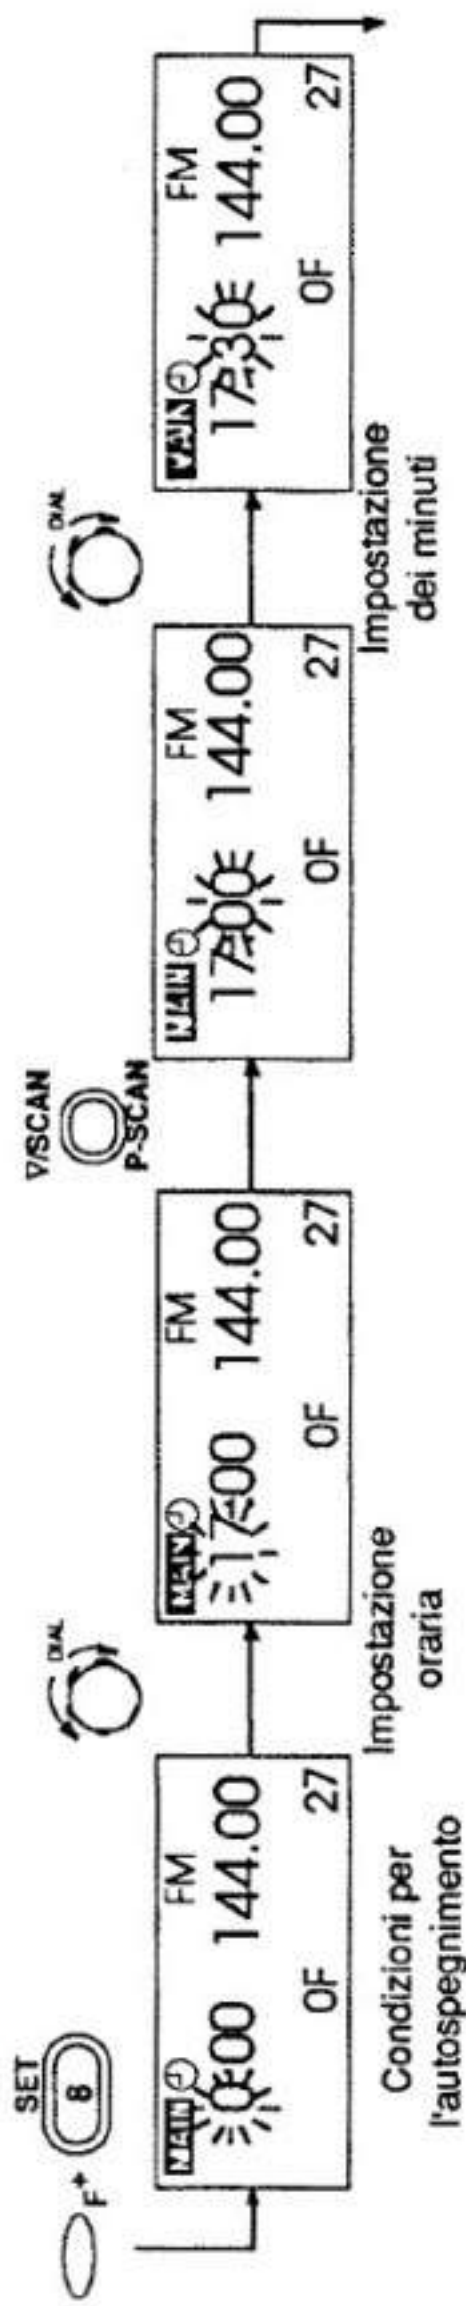 F+
SET
8
MAIN FM
0:00 144.00
OF 27
Condizioni per
l'autospegnimento
DIAL
MAIN FM
17:00 144.00
OF 27
Impostazione
oraria
∇/SCAN
P-SCAN
MAIN FM
17:00 144.00
OF 27
DIAL
MAIN FM
17:30 144.00
OF 27
Impostazione
dei minuti